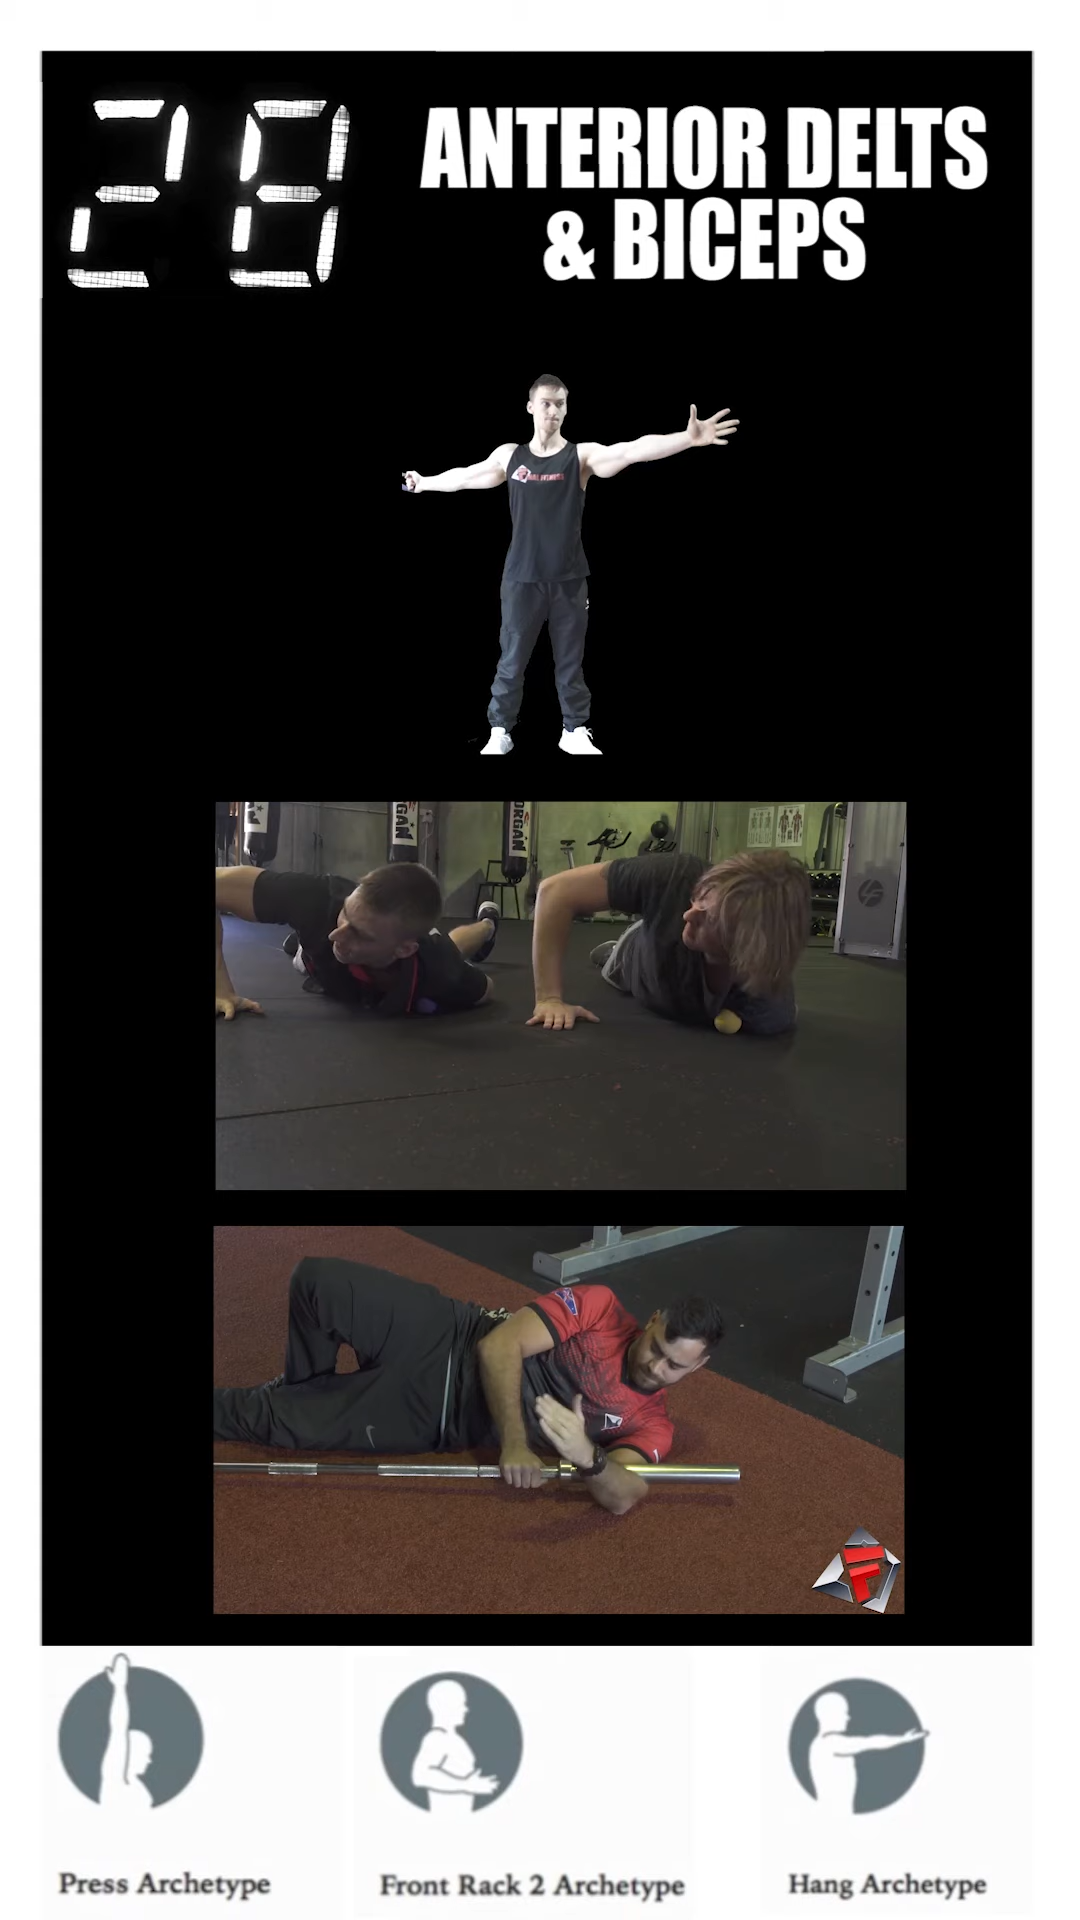 28
ANTERIOR DELTS
& BICEPS
Press Archetype
Front Rack 2 Archetype
Hang Archetype